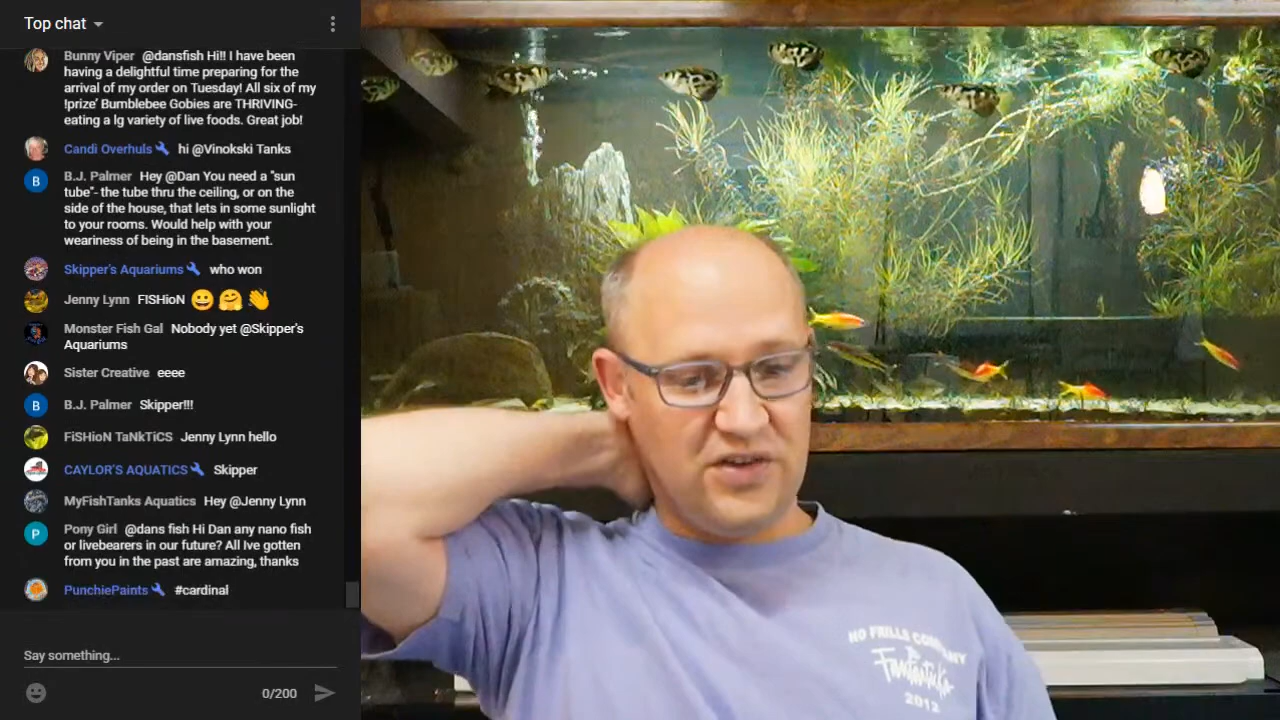 Top chat
Bunny Viper @dansfish Hi!! I have been
having a delightful time preparing for the
arrival of my order on Tuesday! All six of my
!prize' Bumblebee Gobies are THRIVING-
eating a lg variety of live foods. Great job!
Candi Overhuls hi @Vinokski Tanks
B
B.J. Palmer Hey @Dan You need a "sun
tube"- the tube thru the ceiling, or on the
side of the house, that lets in some sunlight
to your rooms. Would help with your
weariness of being in the basement.
Skipper's Aquariums who won
Jenny Lynn FISHioN 😀 🤗 👏
Monster Fish Gal Nobody yet @Skipper's
Aquariums
Sister Creative eeee
B
B.J. Palmer Skipper!!!
FiSHioN TaNkTiCS Jenny Lynn hello
CAYLOR'S AQUATICS Skipper
MyFishTanks Aquatics Hey @Jenny Lynn
P
Pony Girl @dans fish Hi Dan any nano fish
or livebearers in our future? All Ive gotten
from you in the past are amazing, thanks
PunchiePaints #cardinal
Say something...
0/200
NO FRILLS COMPANY
Fantasticks
2012